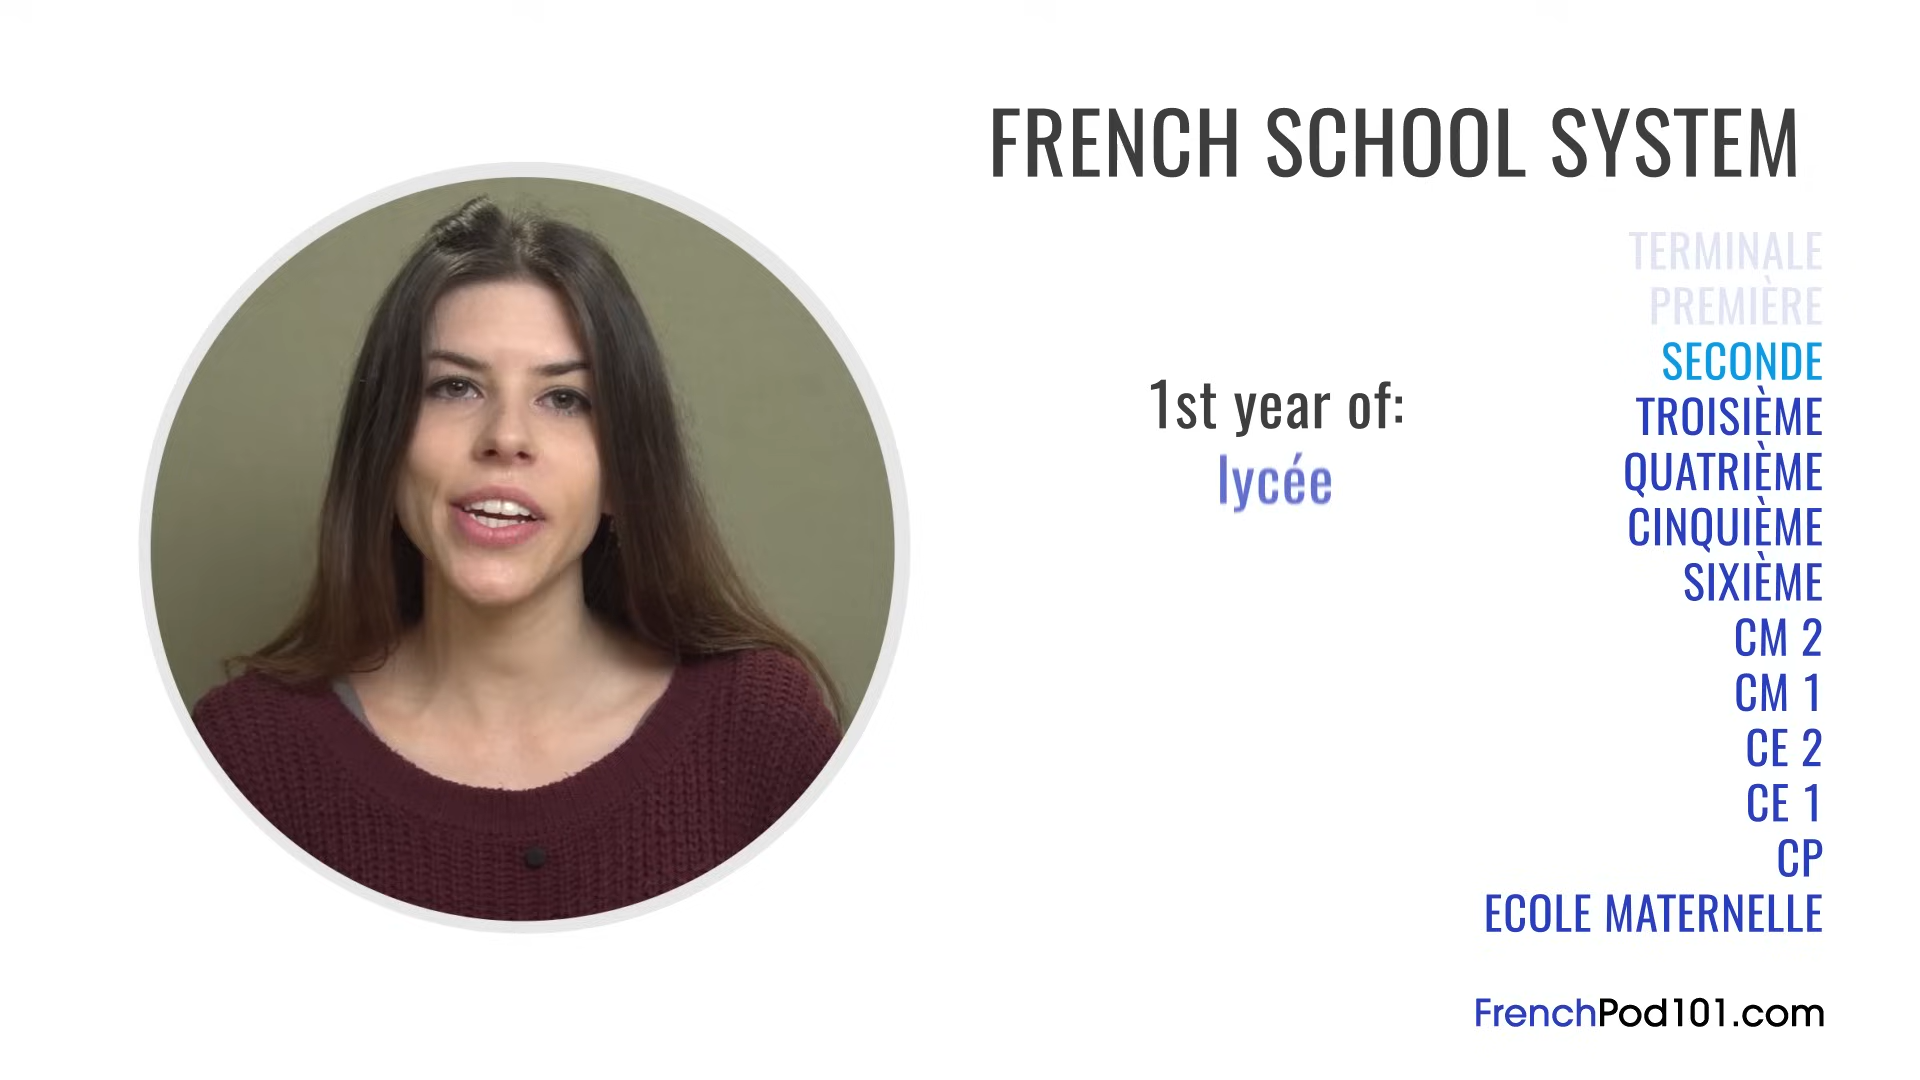 FRENCH SCHOOL SYSTEM
1st year of:
lycée
TERMINALE
PREMIÈRE
SECONDE
TROISIÈME
QUATRIÈME
CINQUIÈME
SIXIÈME
CM 2
CM 1
CE 2
CE 1
CP
ECOLE MATERNELLE
FrenchPod101.com